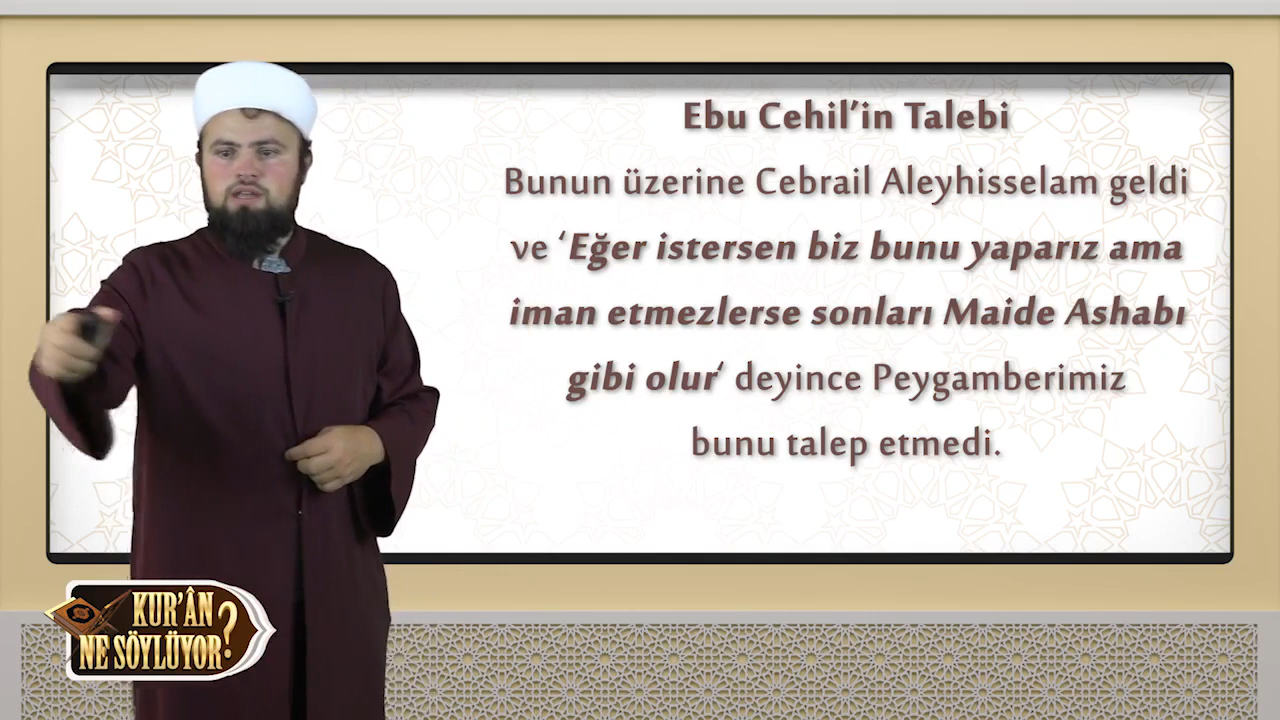 Ebu Cehil'in Talebi
Bunun üzerine Cebrail Aleyhisselam geldi
ve ‘Eğer istersen biz bunu yaparız ama
iman etmezlerse sonları Maide Ashabı
gibi olur‘ deyince Peygamberimiz
bunu talep etmedi.
KUR'ÂN
NE SÖYLÜYOR?